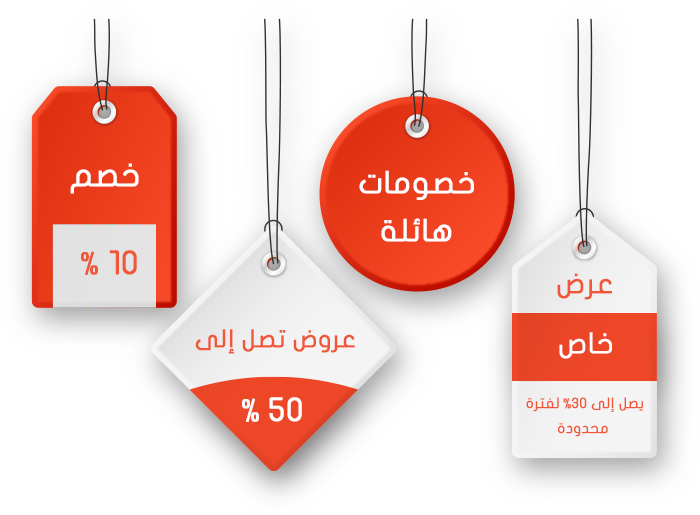 خصم
10 %
عروض تصل إلى
50 %
خصومات
هائلة
عرض
خاص
يصل إلى 30% لفترة
محدودة